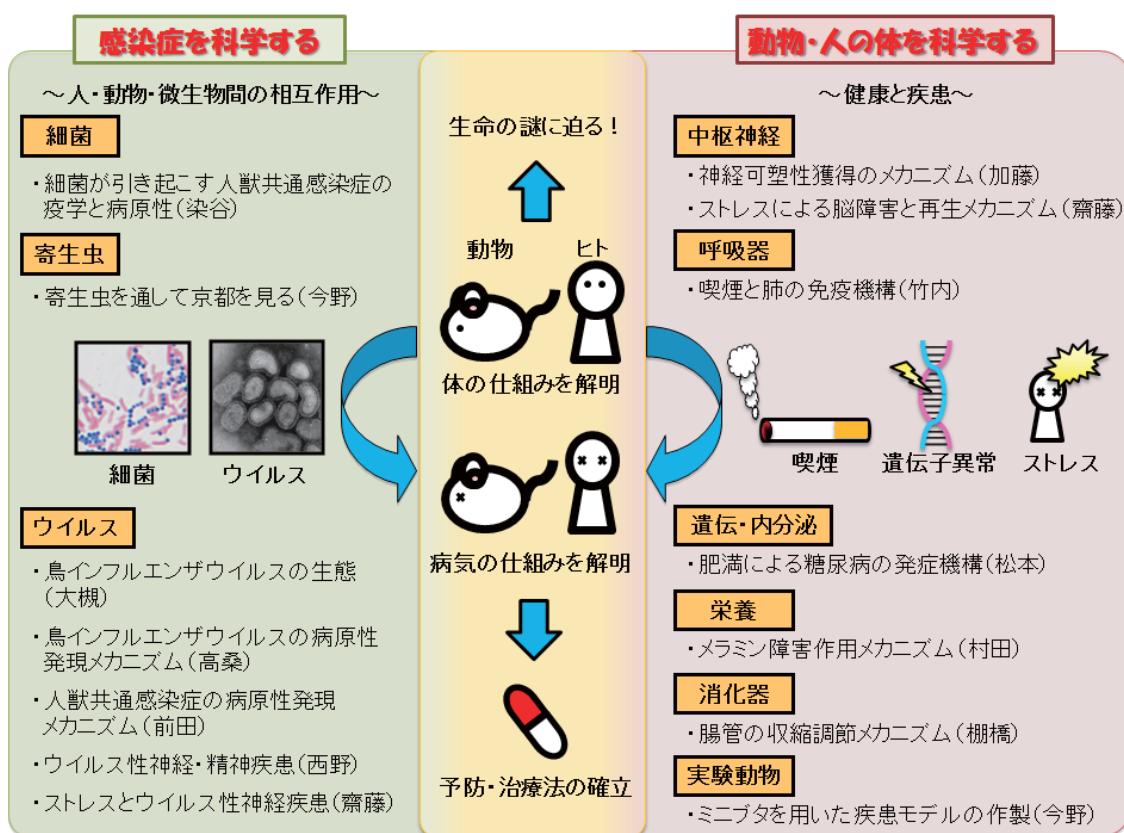 感染症を科学する
～人・動物・微生物間の相互作用～
細菌
・細菌が引き起こす人獣共通感染症の
疫学と病原性(染谷)
寄生虫
・寄生虫を通して京都を見る(今野)
細菌
ウイルス
ウイルス
・鳥インフルエンザウイルスの生態
(大槻)
・鳥インフルエンザウイルスの病原性
発現メカニズム(高桑)
・人獣共通感染症の病原性発現
メカニズム(前田)
・ウイルス性神経・精神疾患(西野)
・ストレスとウイルス性神経疾患(齋藤)
生命の謎に迫る！
動物
ヒト
体の仕組みを解明
病気の仕組みを解明
予防・治療法の確立
動物・人の体を科学する
～健康と疾患～
中枢神経
・神経可塑性獲得のメカニズム(加藤)
・ストレスによる脳障害と再生メカニズム(齋藤)
呼吸器
・喫煙と肺の免疫機構(竹内)
喫煙
遺伝子異常
ストレス
遺伝・内分泌
・肥満による糖尿病の発症機構(松本)
栄養
・メラミン障害作用メカニズム(村田)
消化器
・腸管の収縮調節メカニズム(棚橋)
実験動物
・ミニブタを用いた疾患モデルの作製(今野)